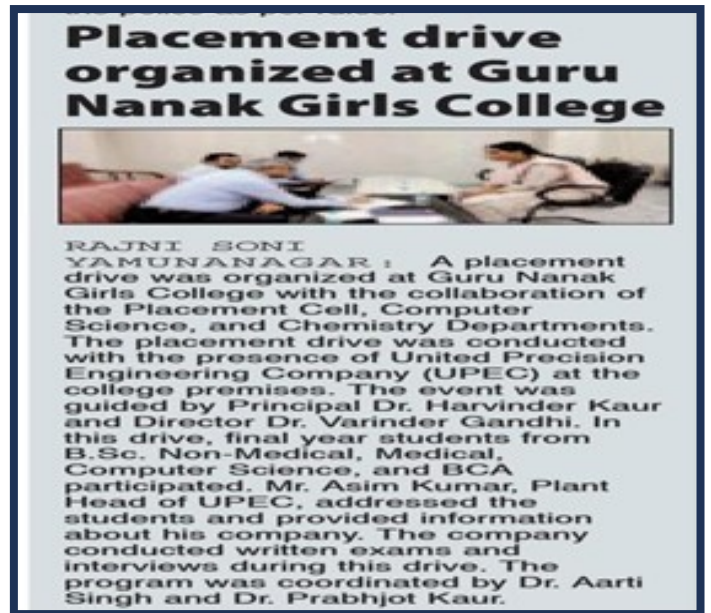 Placement drive
organized at Guru
Nanak Girls College
RAJNI SONI
YAMUNANAGAR : A placement
drive was organized at Guru Nanak
Girls College with the collaboration of
the Placement Cell, Computer
Science, and Chemistry Departments.
The placement drive was conducted
with the presence of United Precision
Engineering Company (UPEC) at the
college premises. The event was
guided by Principal Dr. Harvinder Kaur
and Director Dr. Varinder Gandhi. In
this drive, final year students from
B.Sc. Non-Medical, Medical,
Computer Science, and BCA
participated. Mr. Asim Kumar, Plant
Head of UPEC, addressed the
students and provided information
about his company. The company
conducted written exams and
interviews during this drive. The
program was coordinated by Dr. Aarti
Singh and Dr. Prabhjot Kaur.